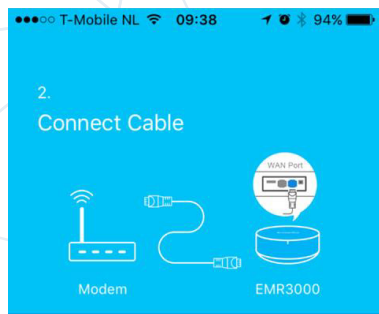 T-Mobile NL 09:38 94%
2.
Connect Cable
WAN Port
Modem EMR3000